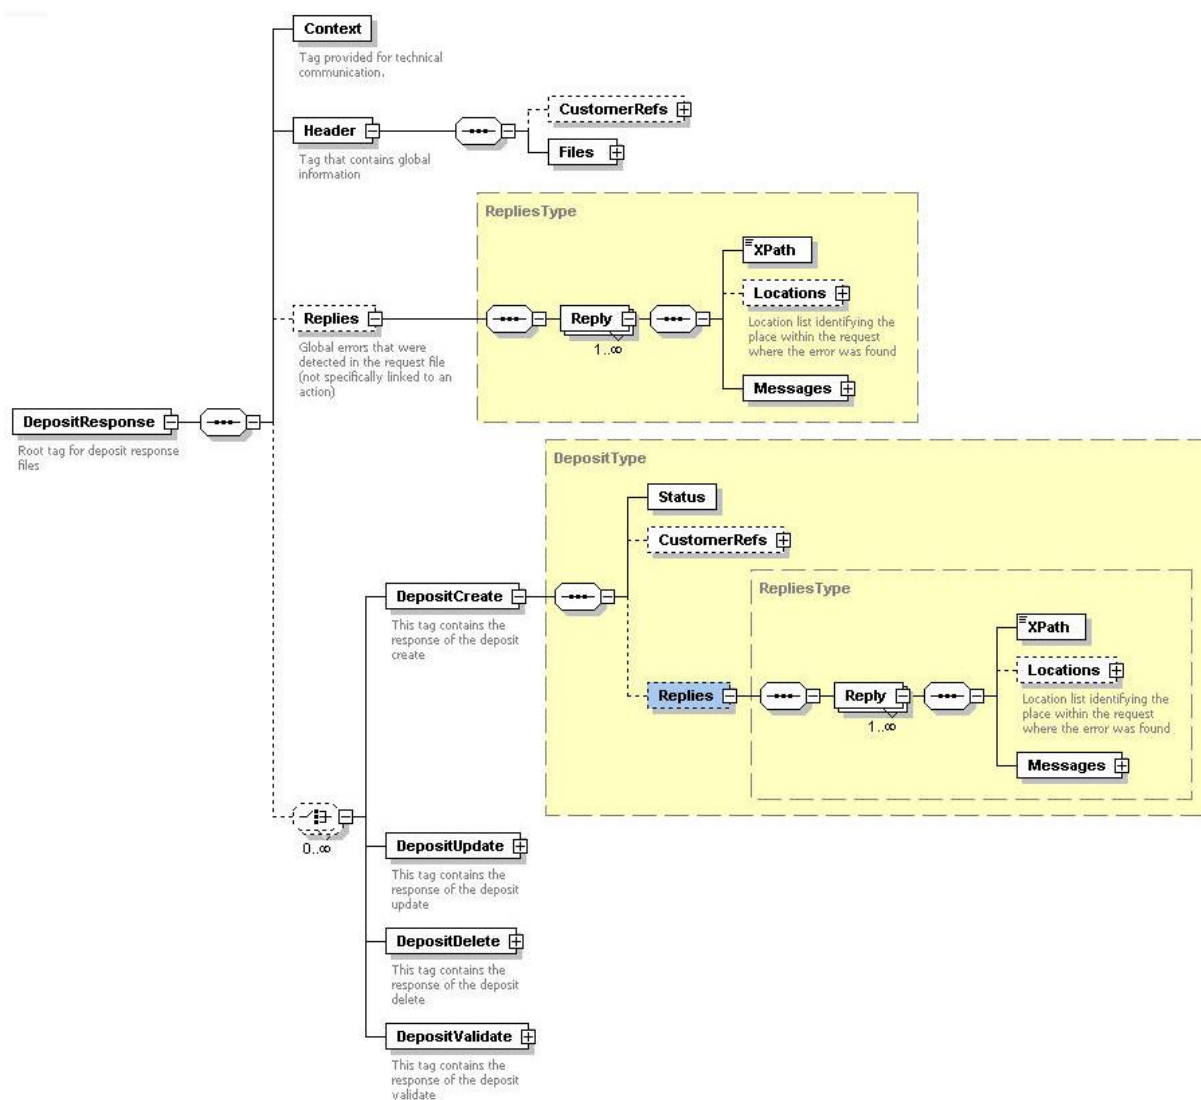 Context
Tag provided for technical
communication.
Header
Tag that contains global
information
CustomerRefs
Files
RepliesType
Replies
Global errors that were
detected in the request file
(not specifically linked to an
action)
Reply
1..∞
XPath
Locations
Location list identifying the
place within the request
where the error was found
Messages
DepositResponse
Root tag for deposit response
files
DepositType
Status
CustomerRefs
DepositCreate
This tag contains the
response of the deposit
create
RepliesType
Replies
Reply
1..∞
XPath
Locations
Location list identifying the
place within the request
where the error was found
Messages
0..∞
DepositUpdate
This tag contains the
response of the deposit
update
DepositDelete
This tag contains the
response of the deposit
delete
DepositValidate
This tag contains the
response of the deposit
validate